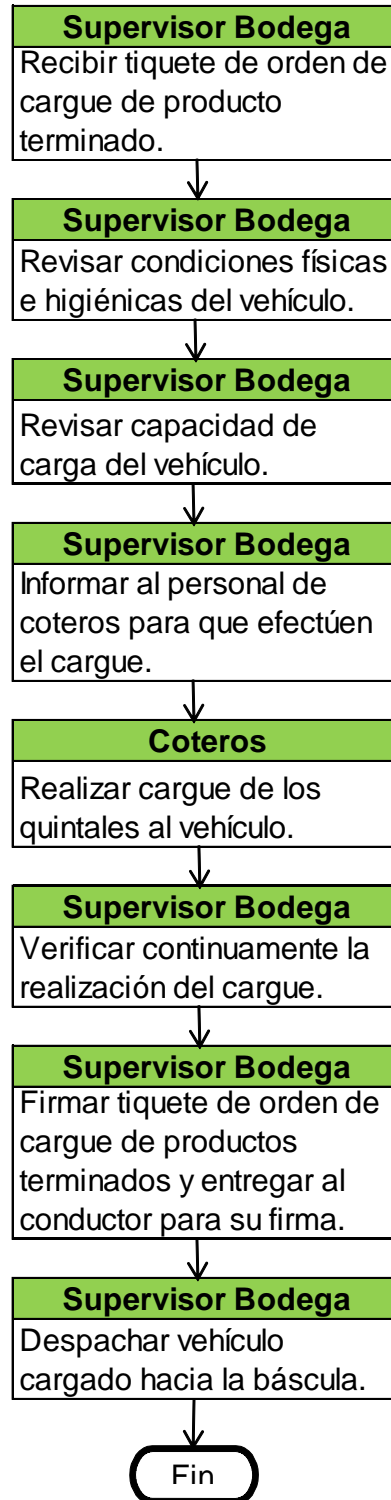 Supervisor Bodega
Recibir tiquete de orden de
cargue de producto
terminado.
Supervisor Bodega
Revisar condiciones físicas
e higiénicas del vehículo.
Supervisor Bodega
Revisar capacidad de
carga del vehículo.
Supervisor Bodega
Informar al personal de
coteros para que efectúen
el cargue.
Coteros
Realizar cargue de los
quintales al vehículo.
Supervisor Bodega
Verificar continuamente la
realización del cargue.
Supervisor Bodega
Firmar tiquete de orden de
cargue de productos
terminados y entregar al
conductor para su firma.
Supervisor Bodega
Despachar vehículo
cargado hacia la báscula.
Fin